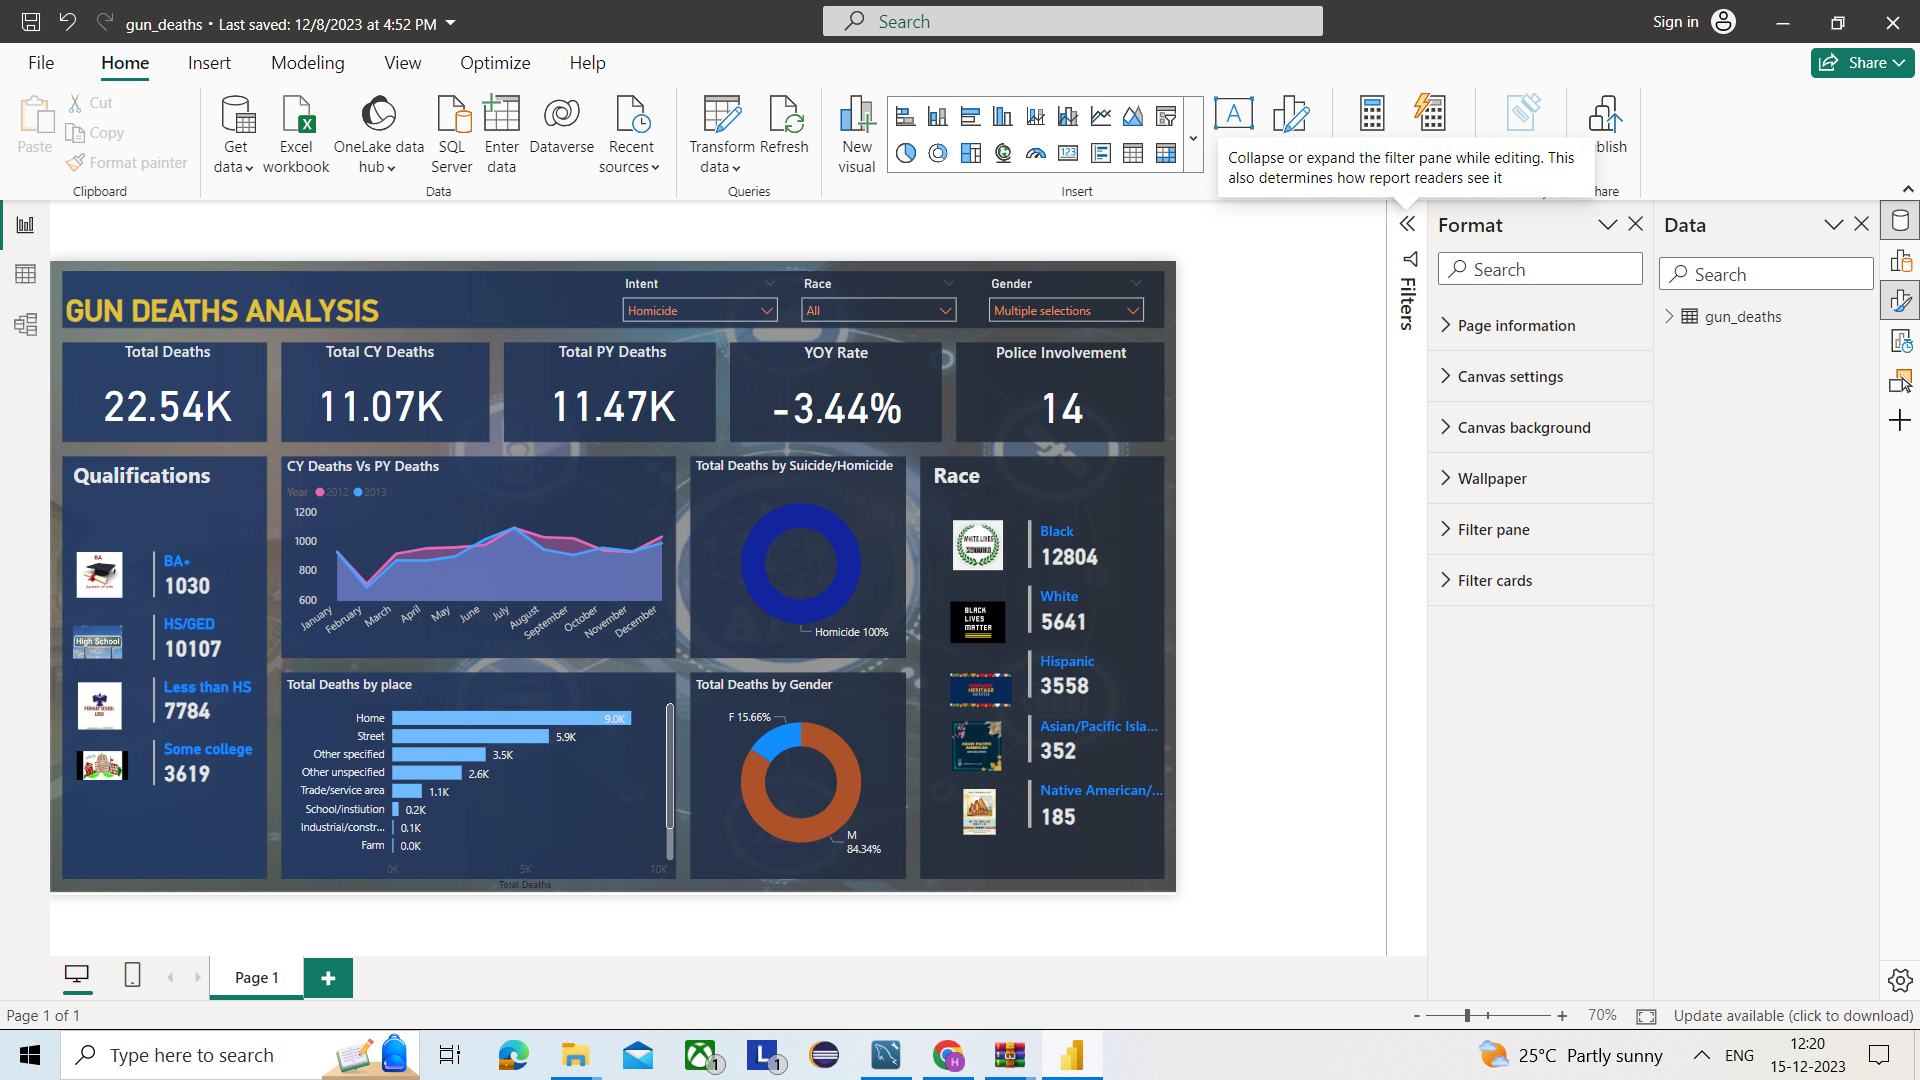 gun_deaths • Last saved: 12/8/2023 at 4:52 PM
Search
Sign in
File
Home
Insert
Modeling
View
Optimize
Help
Share
Paste
Cut
Copy
Format painter
Clipboard
Get data
Excel workbook
OneLake data hub
SQL Server
Enter data
Dataverse
Recent sources
Data
Transform data
Refresh
Queries
New visual
123
A
Insert
Collapse or expand the filter pane while editing. This
also determines how report readers see it
blish
hare
GUN DEATHS ANALYSIS
Intent
Homicide
Race
All
Gender
Multiple selections
Total Deaths
22.54K
Total CY Deaths
11.07K
Total PY Deaths
11.47K
YOY Rate
-3.44%
Police Involvement
14
Qualifications
BA
BA+
1030
High School
HS/GED
10107
Less than HS
7784
Some college
3619
CY Deaths Vs PY Deaths
Year 2012 2013
1200
1000
800
600
January
February
March
April
May
June
July
August
September
October
November
December
Total Deaths by Suicide/Homicide
Homicide 100%
Total Deaths by place
Home 9.0K
Street 5.9K
Other specified 3.5K
Other unspecified 2.6K
Trade/service area 1.1K
School/instiution 0.2K
Industrial/constr... 0.1K
Farm 0.0K
0K 5K 10K
Total Deaths
Total Deaths by Gender
F 15.66%
M
84.34%
Race
WHITE LIVES
Black
12804
BLACK
LIVES
MATTER
White
5641
HERITAGE
Hispanic
3558
Asian/Pacific Isla...
352
Native American/...
185
Filters
Format
Search
Page information
Canvas settings
Canvas background
Wallpaper
Filter pane
Filter cards
Data
Search
gun_deaths
Page 1
Page 1 of 1
- + 70%
Update available (click to download)
Type here to search
1
L
1
H
25°C Partly sunny
ENG
12:20
15-12-2023